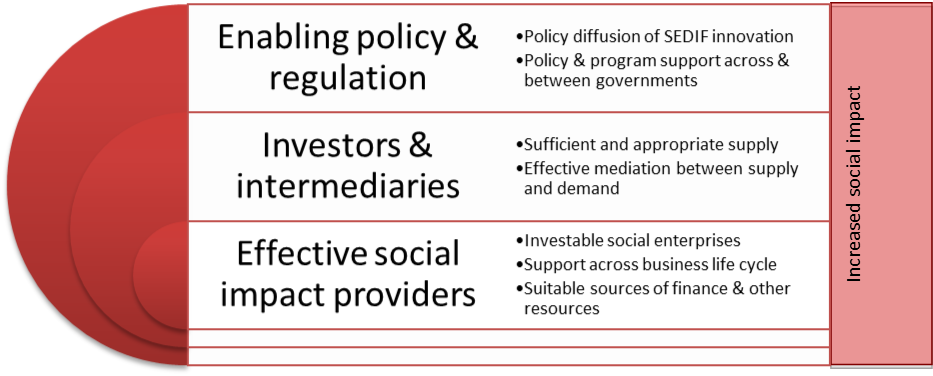 Enabling policy &
regulation
•Policy diffusion of SEDIF innovation
•Policy & program support across &
between governments
Investors &
intermediaries
•Sufficient and appropriate supply
•Effective mediation between supply
and demand
Effective social
impact providers
•Investable social enterprises
•Support across business life cycle
•Suitable sources of finance & other
resources
Increased social impact